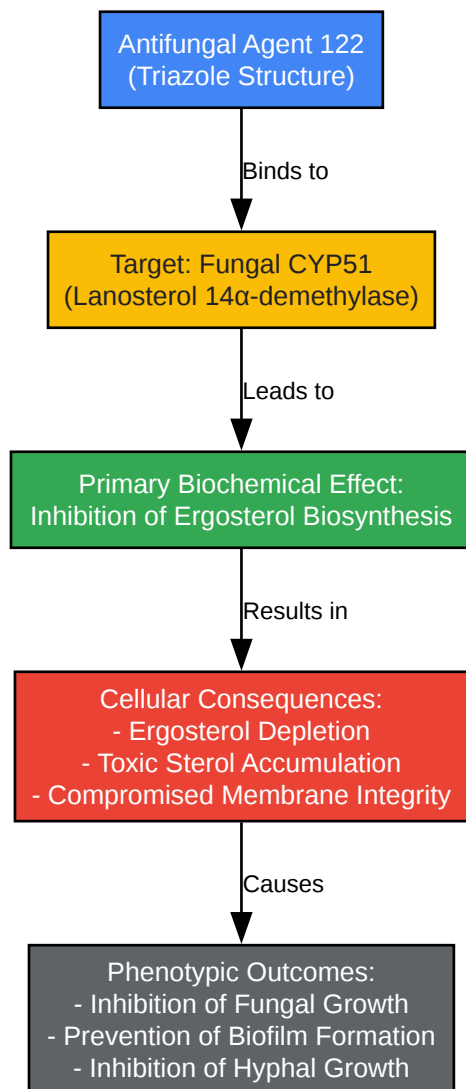 Antifungal Agent 122
(Triazole Structure)
Binds to
Target: Fungal CYP51
(Lanosterol 14α-demethylase)
Leads to
Primary Biochemical Effect:
Inhibition of Ergosterol Biosynthesis
Results in
Cellular Consequences:
- Ergosterol Depletion
- Toxic Sterol Accumulation
- Compromised Membrane Integrity
Causes
Phenotypic Outcomes:
- Inhibition of Fungal Growth
- Prevention of Biofilm Formation
- Inhibition of Hyphal Growth